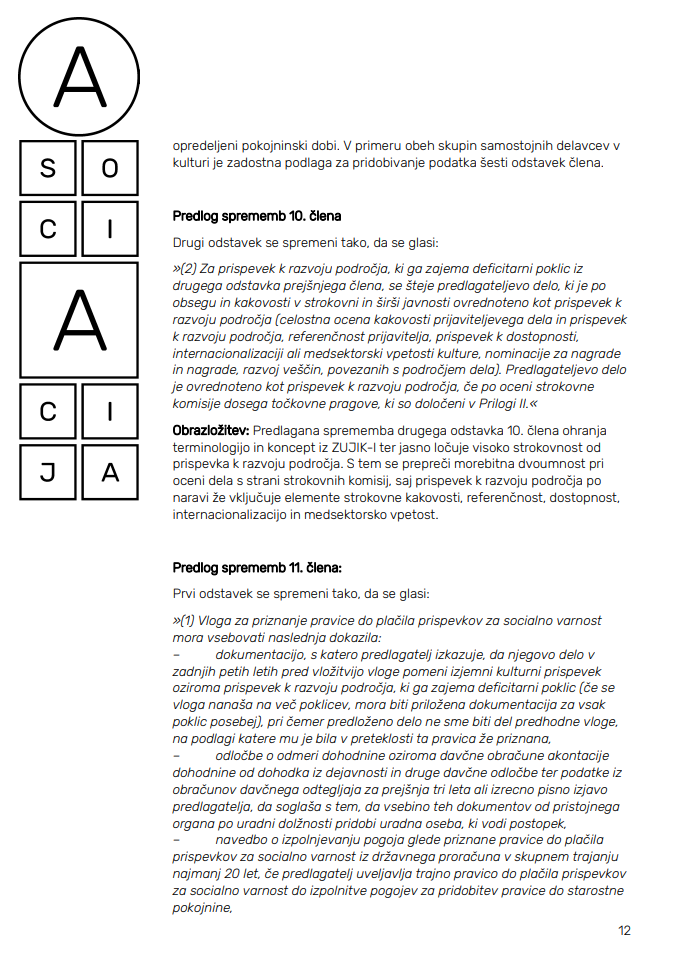 A
S O
C I
A
C I
J A
opredeljeni pokojninski dobi. V primeru obeh skupin samostojnih delavcev v
kulturi je zadostna podlaga za pridobivanje podatka šesti odstavek člena.
Predlog sprememb 10. člena
Drugi odstavek se spremeni tako, da se glasi:
»(2) Za prispevek k razvoju področja, ki ga zajema deficitarni poklic iz
drugega odstavka prejšnjega člena, se šteje predlagateljevo delo, ki je po
obsegu in kakovosti v strokovni in širši javnosti ovrednoteno kot prispevek k
razvoju področja (celostna ocena kakovosti prijaviteljevega dela in prispevek
k razvoju področja, referenčnost prijavitelja, prispevek k dostopnosti,
internacionalizaciji ali medsektorski vpetosti kulture, nominacije za nagrade
in nagrade, razvoj veščin, povezanih s področjem dela). Predlagateljevo delo
je ovrednoteno kot prispevek k razvoju področja, če po oceni strokovne
komisije dosega točkovne pragove, ki so določeni v Prilogi II.«
Obrazložitev: Predlagana sprememba drugega odstavka 10. člena ohranja
terminologijo in koncept iz ZUJIK-I ter jasno ločuje visoko strokovnost od
prispevka k razvoju področja. S tem se prepreči morebitna dvoumnost pri
oceni dela s strani strokovnih komisij, saj prispevek k razvoju področja po
naravi že vključuje elemente strokovne kakovosti, referenčnost, dostopnost,
internacionalizacijo in medsektorsko vpetost.
Predlog sprememb 11. člena:
Prvi odstavek se spremeni tako, da se glasi:
»(1) Vloga za priznanje pravice do plačila prispevkov za socialno varnost
mora vsebovati naslednja dokazila:
– dokumentacijo, s katero predlagatelj izkazuje, da njegovo delo v
zadnjih petih letih pred vložitvijo vloge pomeni izjemni kulturni prispevek
oziroma prispevek k razvoju področja, ki ga zajema deficitarni poklic (če se
vloga nanaša na več poklicev, mora biti priložena dokumentacija za vsak
poklic posebej), pri čemer predloženo delo ne sme biti del predhodne vloge,
na podlagi katere mu je bila v preteklosti ta pravica že priznana,
– odločbe o odmeri dohodnine oziroma davčne obračune akontacije
dohodnine od dohodka iz dejavnosti in druge davčne odločbe ter podatke iz
obračunov davčnega odtegljaja za prejšnja tri leta ali izrecno pisno izjavo
predlagatelja, da soglaša s tem, da vsebino teh dokumentov od pristojnega
organa po uradni dolžnosti pridobi uradna oseba, ki vodi postopek,
– navedbo o izpolnjevanju pogoja glede priznane pravice do plačila
prispevkov za socialno varnost iz državnega proračuna v skupnem trajanju
najmanj 20 let, če predlagatelj uveljavlja trajno pravico do plačila prispevkov
za socialno varnost do izpolnitve pogojev za pridobitev pravice do starostne
pokojnine,
12